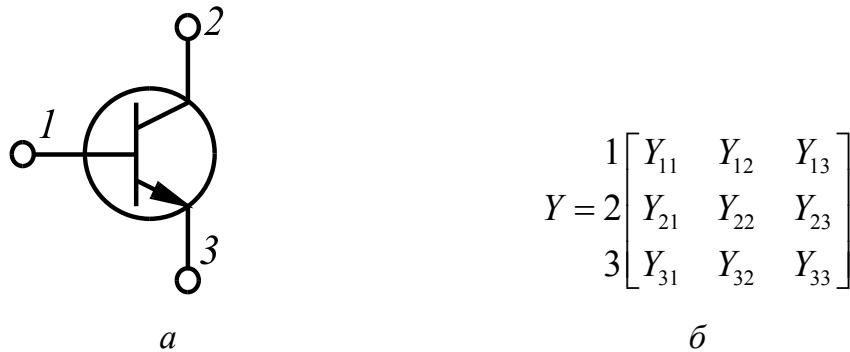 2
1
3
Y = 
1 [ Y₁₁ Y₁₂ Y₁₃ ]
2 [ Y₂₁ Y₂₂ Y₂₃ ]
3 [ Y₃₁ Y₃₂ Y₃₃ ]
а б